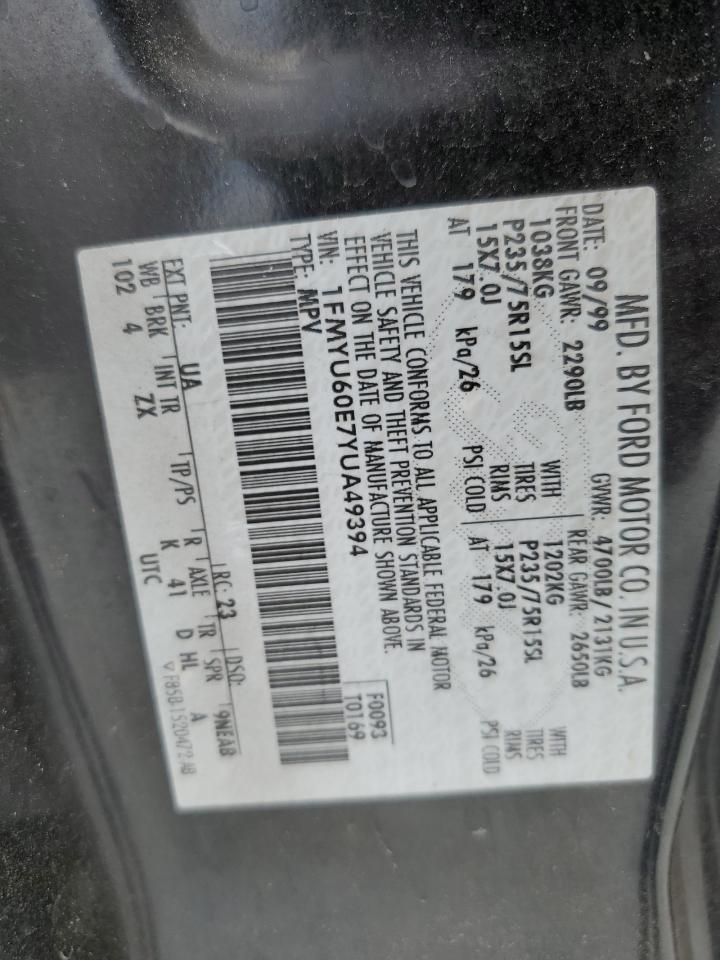 MFD. BY FORD MOTOR CO. IN U.S.A.
DATE: 09/99 GVWR: 4700LB/2131KG
FRONT GAWR: 2290LB REAR GAWR: 2650LB
1038KG WITH 1202KG WITH
P235/75R15SL TIRES P235/75R15SL TIRES
15X7.0J RIMS 15X7.0J RIMS
AT 179 kPa/26 PSI COLD AT 179 kPa/26 PSI COLD
THIS VEHICLE CONFORMS TO ALL APPLICABLE FEDERAL MOTOR
VEHICLE SAFETY AND THEFT PREVENTION STANDARDS IN
EFFECT ON THE DATE OF MANUFACTURE SHOWN ABOVE.
VIN: 1FMYU60E7YUA49394 F0093
TYPE: MPV T0169
EXT PNT: UA RC: 23 DSO: 9NEAB
WB BRK INT TR TP/PS R AXLE TR SPR
102 4 ZX K 41 D HL A
UTC ▽F85B 1520472 AB